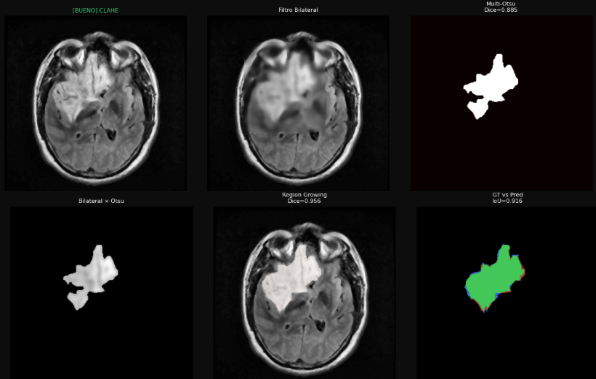 [BUENO] CLAHE
Filtro Bilateral
Multi-Otsu
Dice=0.885
Bilateral × Otsu
Region Growing
Dice=0.956
GT vs Pred
IoU=0.916